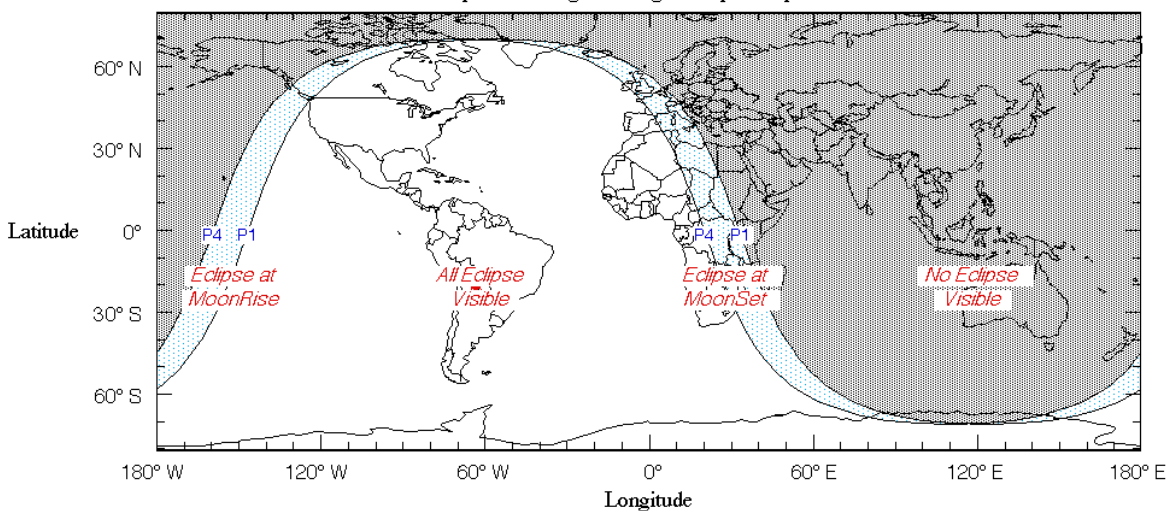 60° N
30° N
Latitude 0°
P4 P1 P4 P1
Eclipse at All Eclipse Eclipse at No Eclipse
MoonRise Visible MoonSet Visible
30° S
60° S
180° W 120° W 60° W 0° 60° E 120° E 180° E
Longitude